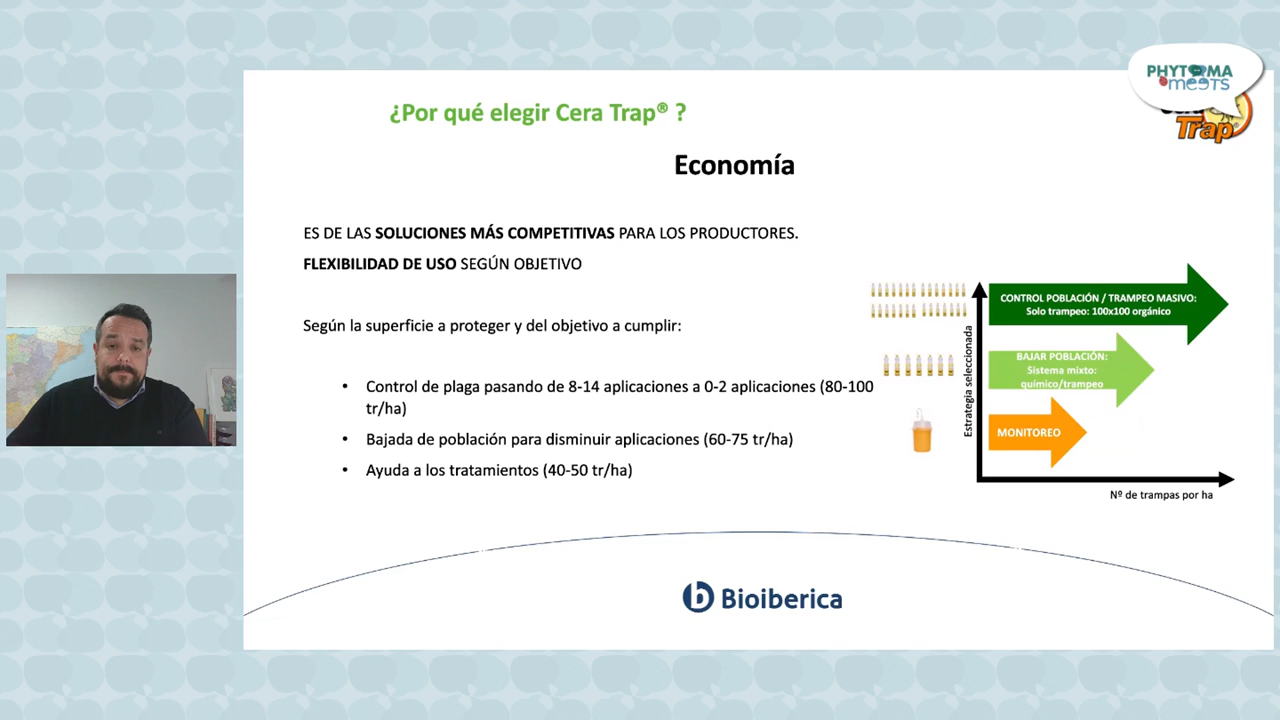 PHYTOMA
meeTS
Trap®
¿Por qué elegir Cera Trap® ?
Economía
ES DE LAS SOLUCIONES MÁS COMPETITIVAS PARA LOS PRODUCTORES.
FLEXIBILIDAD DE USO SEGÚN OBJETIVO
Según la superficie a proteger y del objetivo a cumplir:
• Control de plaga pasando de 8-14 aplicaciones a 0-2 aplicaciones (80-100
tr/ha)
• Bajada de población para disminuir aplicaciones (60-75 tr/ha)
• Ayuda a los tratamientos (40-50 tr/ha)
Estrategia seleccionada
CONTROL POBLACIÓN / TRAMPEO MASIVO:
Solo trampeo: 100x100 orgánico
BAJAR POBLACIÓN:
Sistema mixto:
químico/trampeo
MONITOREO
Nº de trampas por ha
Bioiberica